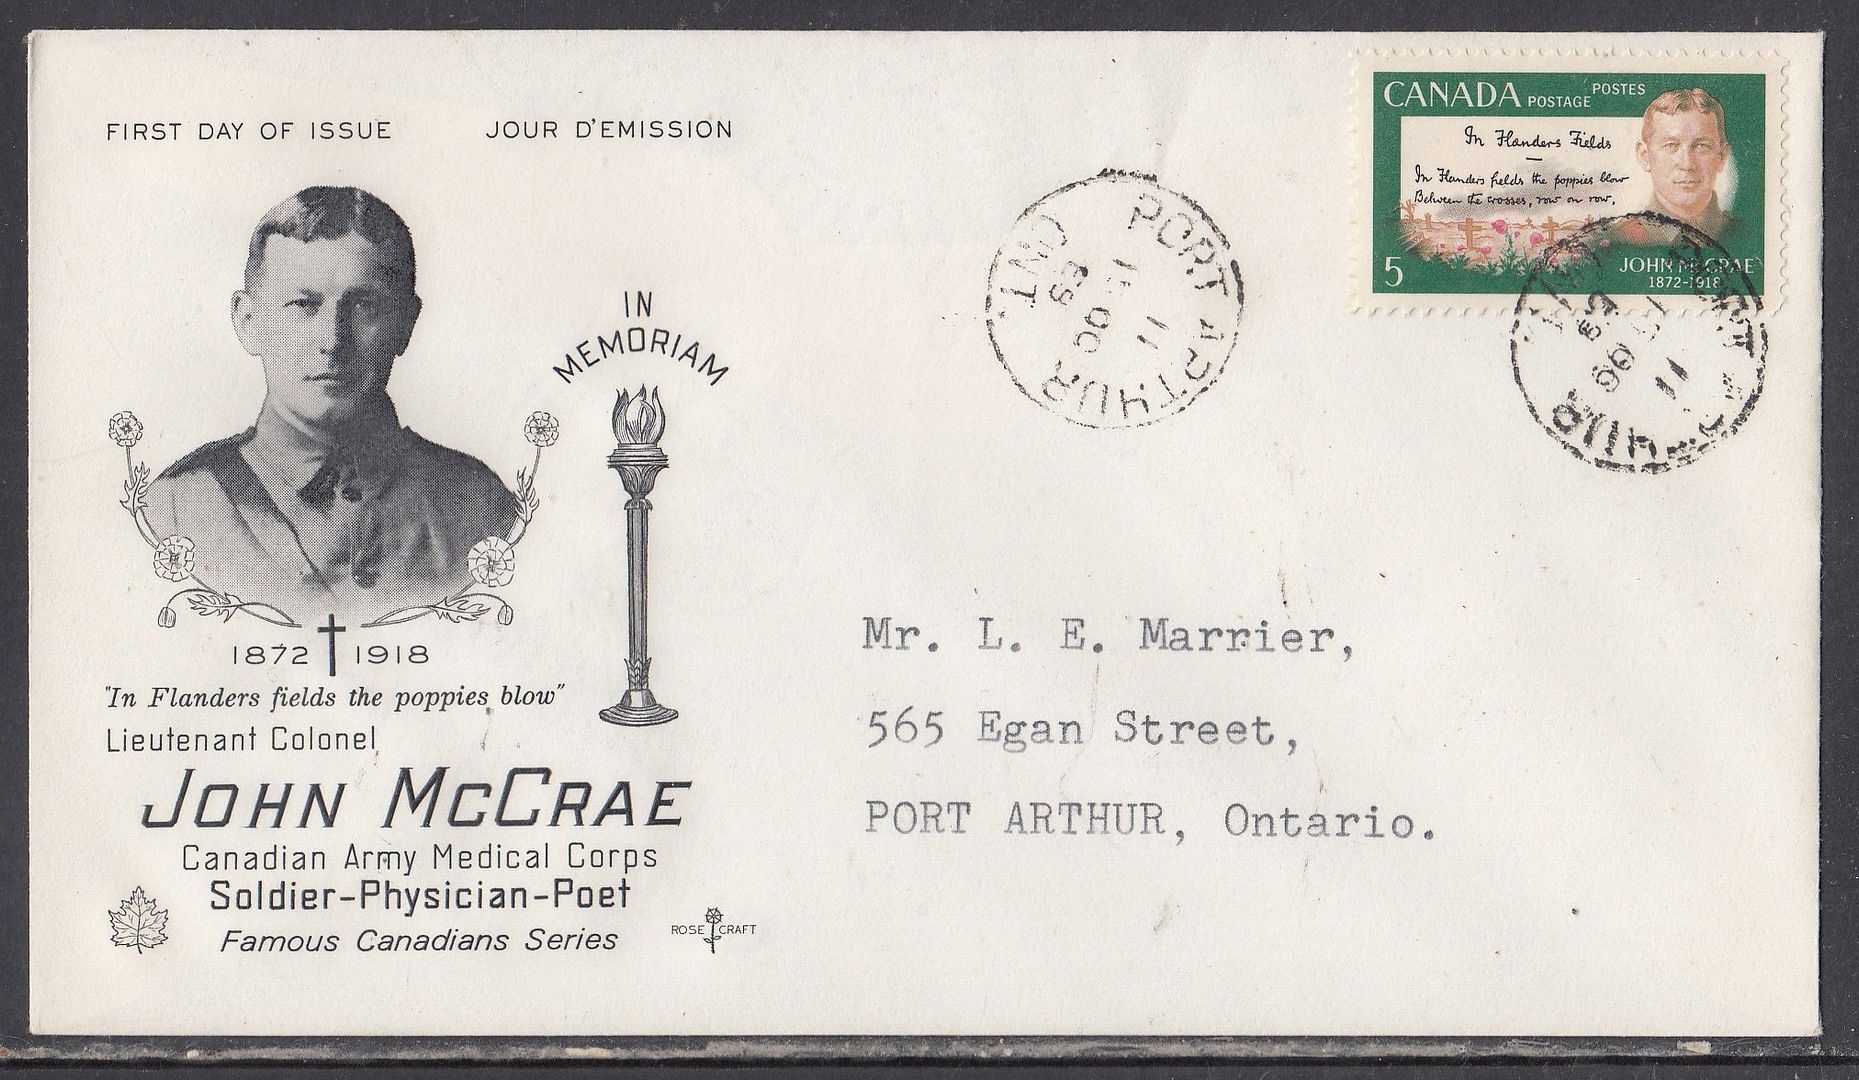 FIRST DAY OF ISSUE JOUR D'EMISSION
IN
MEMORIAM
1872 1918
"In Flanders fields the poppies blow"
Lieutenant Colonel
JOHN MCCRAE
Canadian Army Medical Corps
Soldier-Physician-Poet
Famous Canadians Series
ROSE CRAFT
CANADA POSTAGE POSTES
In Flanders Fields
In Flanders fields the poppies blow
Between the crosses, row on row,
5
JOHN McCRAE
1872-1918
PORT ARTHUR
ONT.
Mr. L. E. Marrier,
565 Egan Street,
PORT ARTHUR, Ontario.